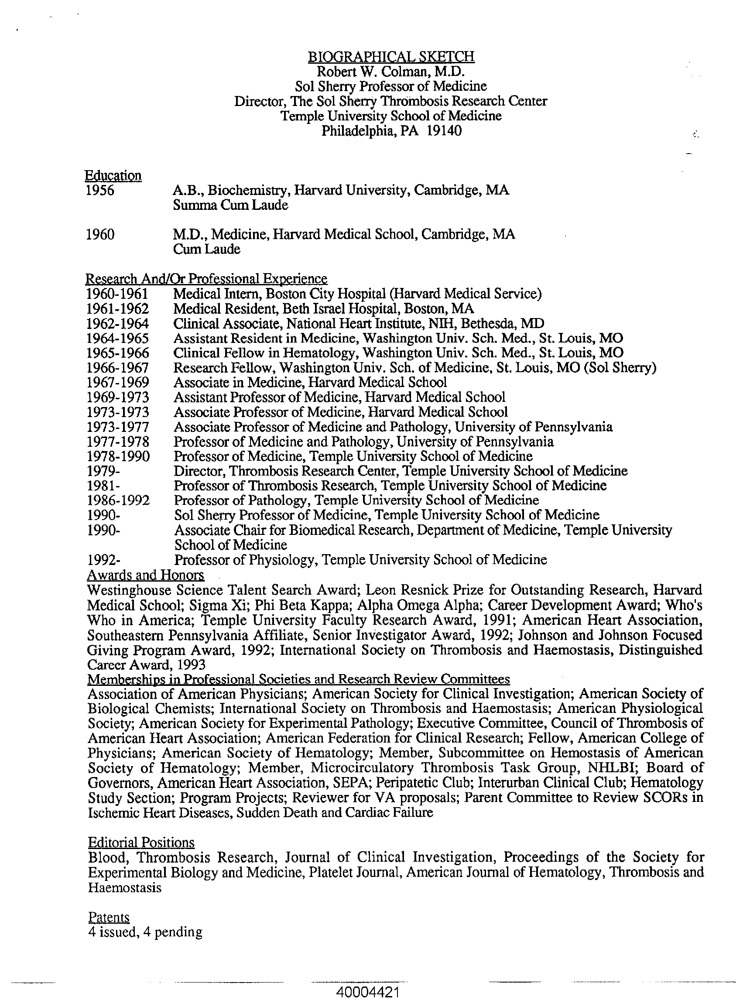 BIOGRAPHICAL SKETCH
Robert W. Colman, M.D.
Sol Sherry Professor of Medicine
Director, The Sol Sherry Thrombosis Research Center
Temple University School of Medicine
Philadelphia, PA 19140
Education
1956 A.B., Biochemistry, Harvard University, Cambridge, MA
Summa Cum Laude
1960 M.D., Medicine, Harvard Medical School, Cambridge, MA
Cum Laude
Research And/Or Professional Experience
1960-1961 Medical Intern, Boston City Hospital (Harvard Medical Service)
1961-1962 Medical Resident, Beth Israel Hospital, Boston, MA
1962-1964 Clinical Associate, National Heart Institute, NIH, Bethesda, MD
1964-1965 Assistant Resident in Medicine, Washington Univ. Sch. Med., St. Louis, MO
1965-1966 Clinical Fellow in Hematology, Washington Univ. Sch. Med., St. Louis, MO
1966-1967 Research Fellow, Washington Univ. Sch. of Medicine, St. Louis, MO (Sol Sherry)
1967-1969 Associate in Medicine, Harvard Medical School
1969-1973 Assistant Professor of Medicine, Harvard Medical School
1973-1973 Associate Professor of Medicine, Harvard Medical School
1973-1977 Associate Professor of Medicine and Pathology, University of Pennsylvania
1977-1978 Professor of Medicine and Pathology, University of Pennsylvania
1978-1990 Professor of Medicine, Temple University School of Medicine
1979- Director, Thrombosis Research Center, Temple University School of Medicine
1981- Professor of Thrombosis Research, Temple University School of Medicine
1986-1992 Professor of Pathology, Temple University School of Medicine
1990- Sol Sherry Professor of Medicine, Temple University School of Medicine
1990- Associate Chair for Biomedical Research, Department of Medicine, Temple University
School of Medicine
1992- Professor of Physiology, Temple University School of Medicine
Awards and Honors
Westinghouse Science Talent Search Award; Leon Resnick Prize for Outstanding Research, Harvard
Medical School; Sigma Xi; Phi Beta Kappa; Alpha Omega Alpha; Career Development Award; Who's
Who in America; Temple University Faculty Research Award, 1991; American Heart Association,
Southeastern Pennsylvania Affiliate, Senior Investigator Award, 1992; Johnson and Johnson Focused
Giving Program Award, 1992; International Society on Thrombosis and Haemostasis, Distinguished
Career Award, 1993
Memberships in Professional Societies and Research Review Committees
Association of American Physicians; American Society for Clinical Investigation; American Society of
Biological Chemists; International Society on Thrombosis and Haemostasis; American Physiological
Society; American Society for Experimental Pathology; Executive Committee, Council of Thrombosis of
American Heart Association; American Federation for Clinical Research; Fellow, American College of
Physicians; American Society of Hematology; Member, Subcommittee on Hemostasis of American
Society of Hematology; Member, Microcirculatory Thrombosis Task Group, NHLBI; Board of
Governors, American Heart Association, SEPA; Peripatetic Club; Interurban Clinical Club; Hematology
Study Section; Program Projects; Reviewer for VA proposals; Parent Committee to Review SCORs in
Ischemic Heart Diseases, Sudden Death and Cardiac Failure
Editorial Positions
Blood, Thrombosis Research, Journal of Clinical Investigation, Proceedings of the Society for
Experimental Biology and Medicine, Platelet Journal, American Journal of Hematology, Thrombosis and
Haemostasis
Patents
4 issued, 4 pending
40004421